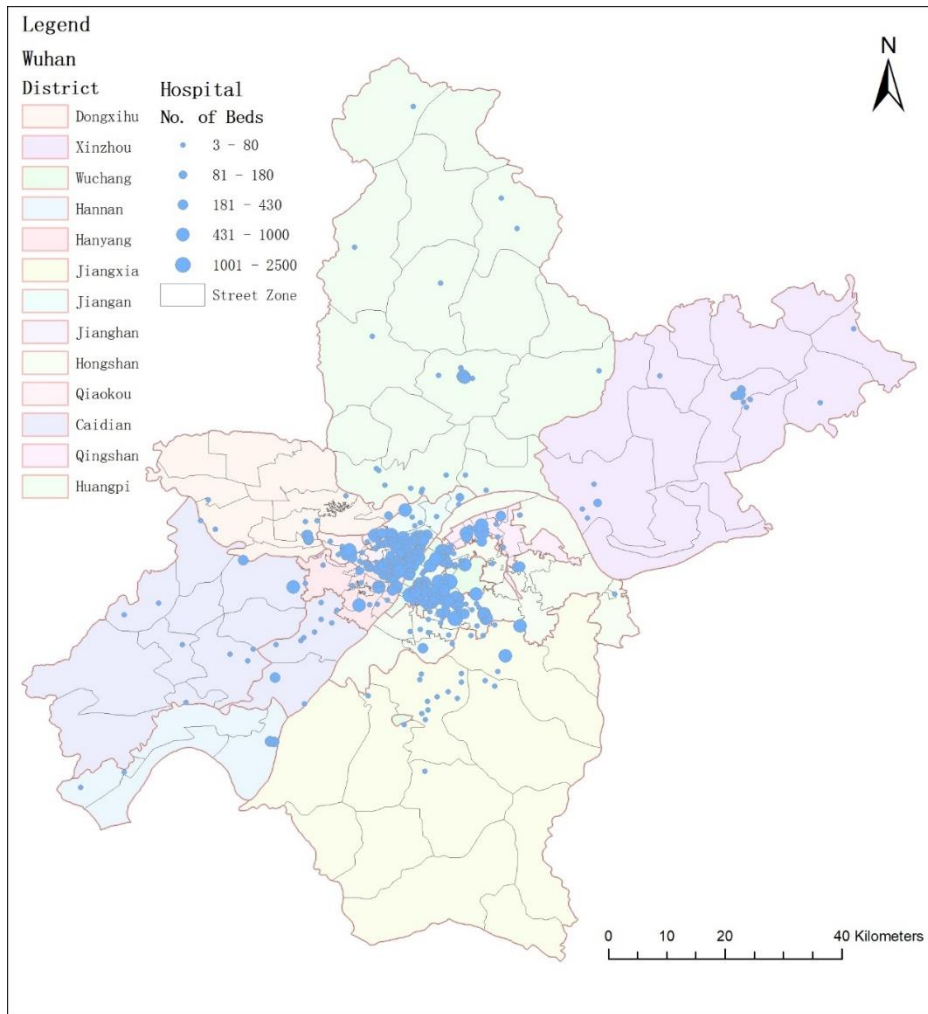 Legend
Wuhan
District
Dongxihu
Xinzhou
Wuchang
Hannan
Hanyang
Jiangxia
Jiangan
Jianghan
Hongshan
Qiaokou
Caidian
Qingshan
Huangpi
Hospital
No. of Beds
3 - 80
81 - 180
181 - 430
431 - 1000
1001 - 2500
Street Zone
N
0 10 20 40 Kilometers